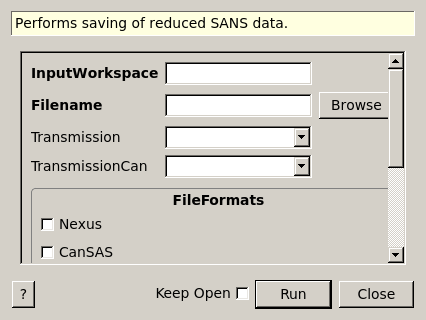 Performs saving of reduced SANS data.
InputWorkspace
Filename
Browse
Transmission
TransmissionCan
FileFormats
Nexus
CanSAS
?
Keep Open
Run
Close